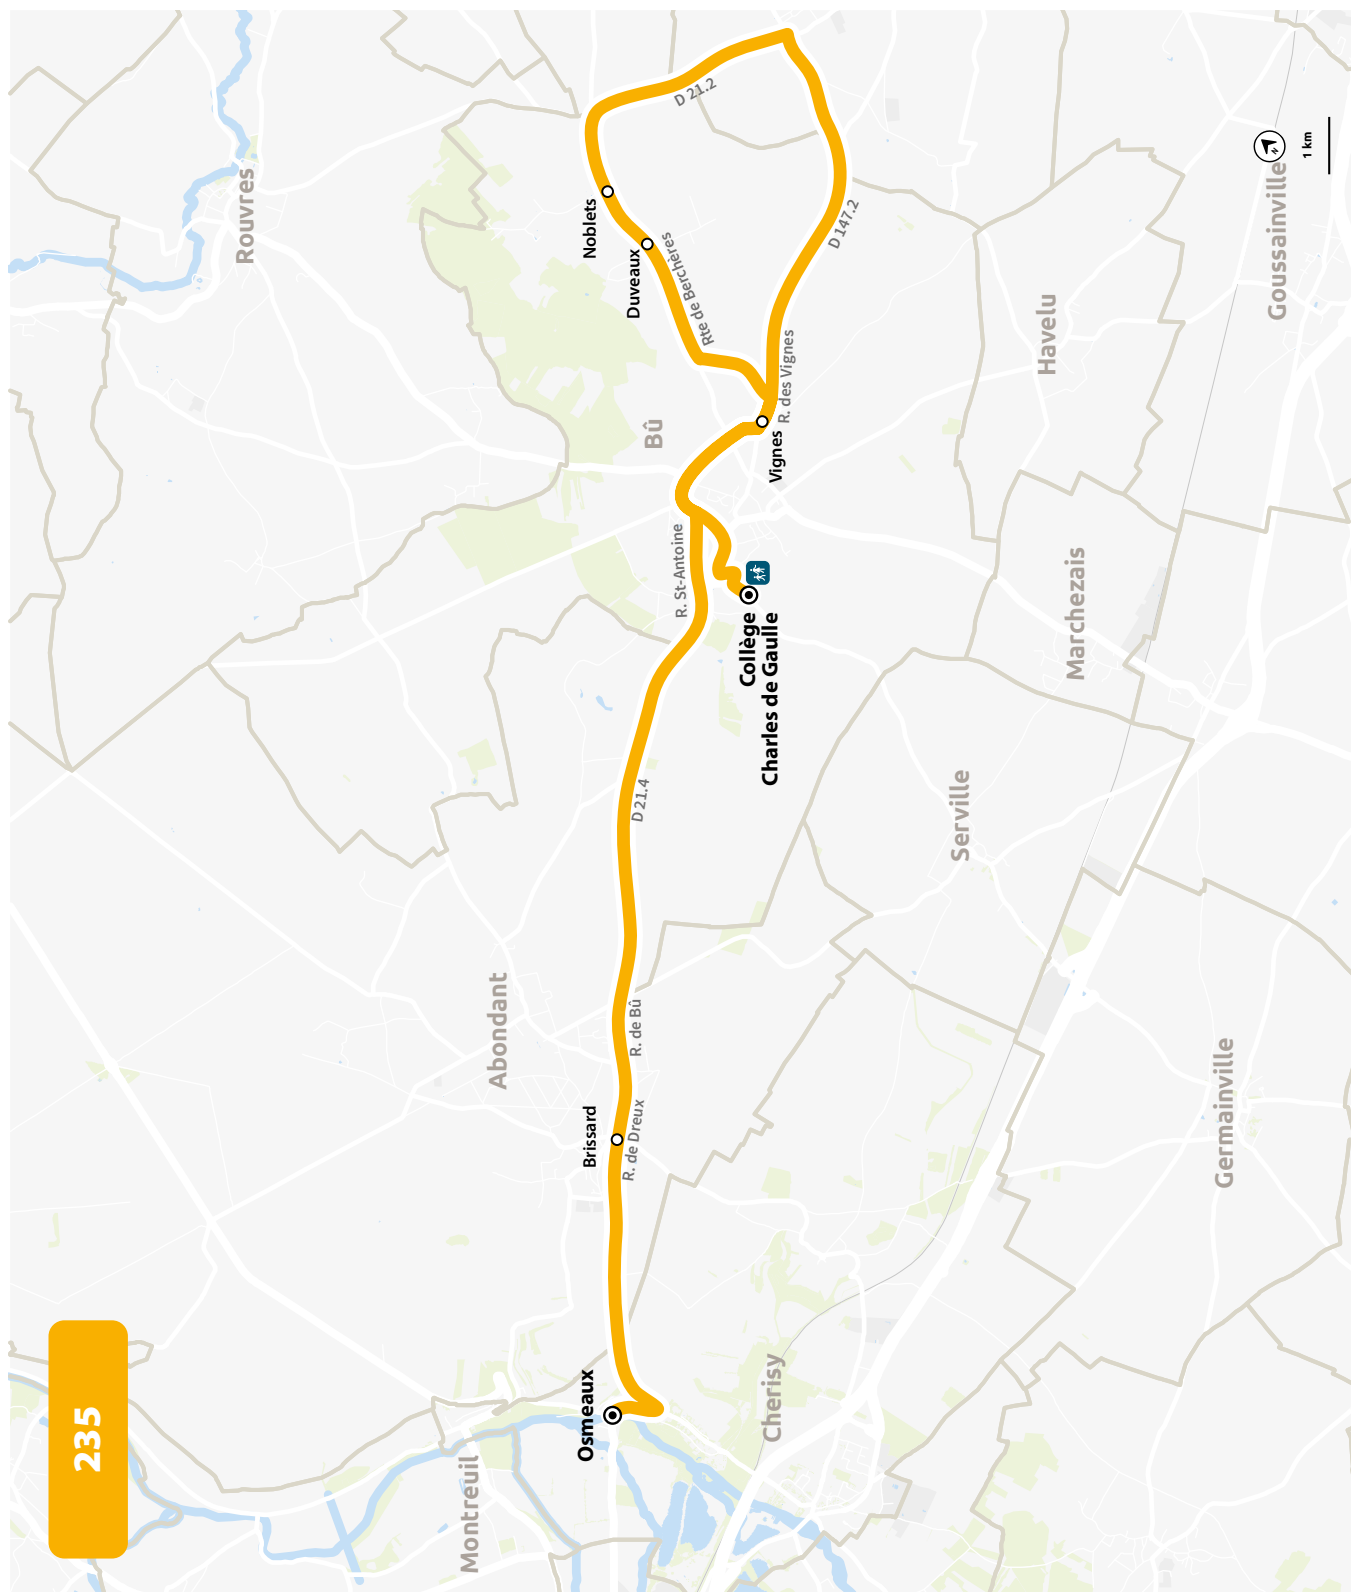 235
Rouvres
Noblets
Duveaux
D 21.2
Rte de Berchères
D 147.2
R. des Vignes
Vignes
Bû
Havelu
Goussainville
1 km
N
R. St-Antoine
Collège
Charles de Gaulle
Marchezais
D 21.4
Serville
Abondant
R. de Bû
Brissard
R. de Dreux
Germainville
Osmeaux
Cherisy
Montreuil